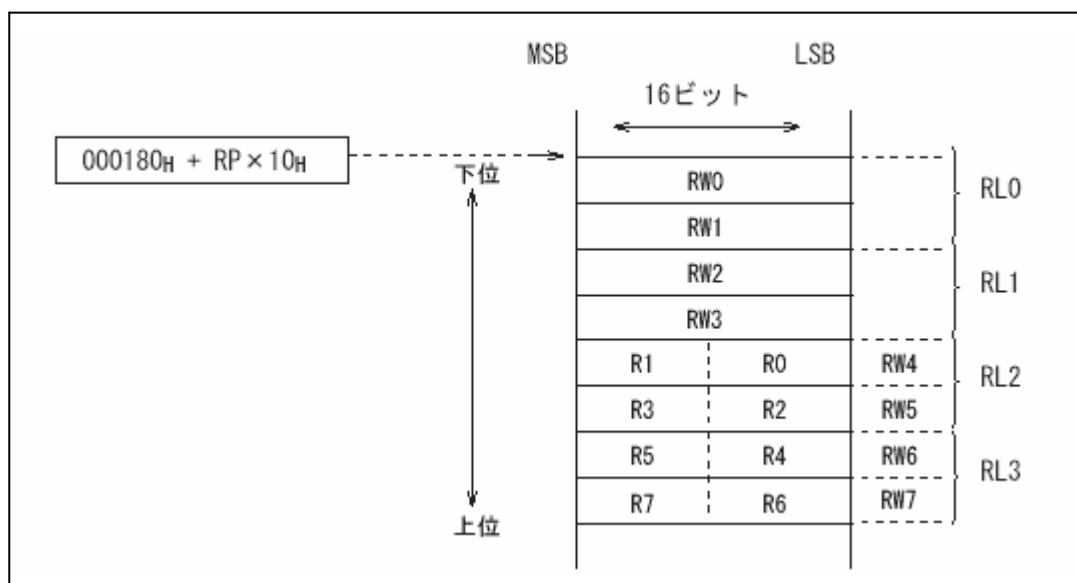 MSB LSB
16ビット
000180H + RP×10H
下位
RW0
RL0
RW1
RW2
RL1
RW3
R1 R0 RW4
RL2
R3 R2 RW5
R5 R4 RW6
RL3
R7 R6 RW7
上位